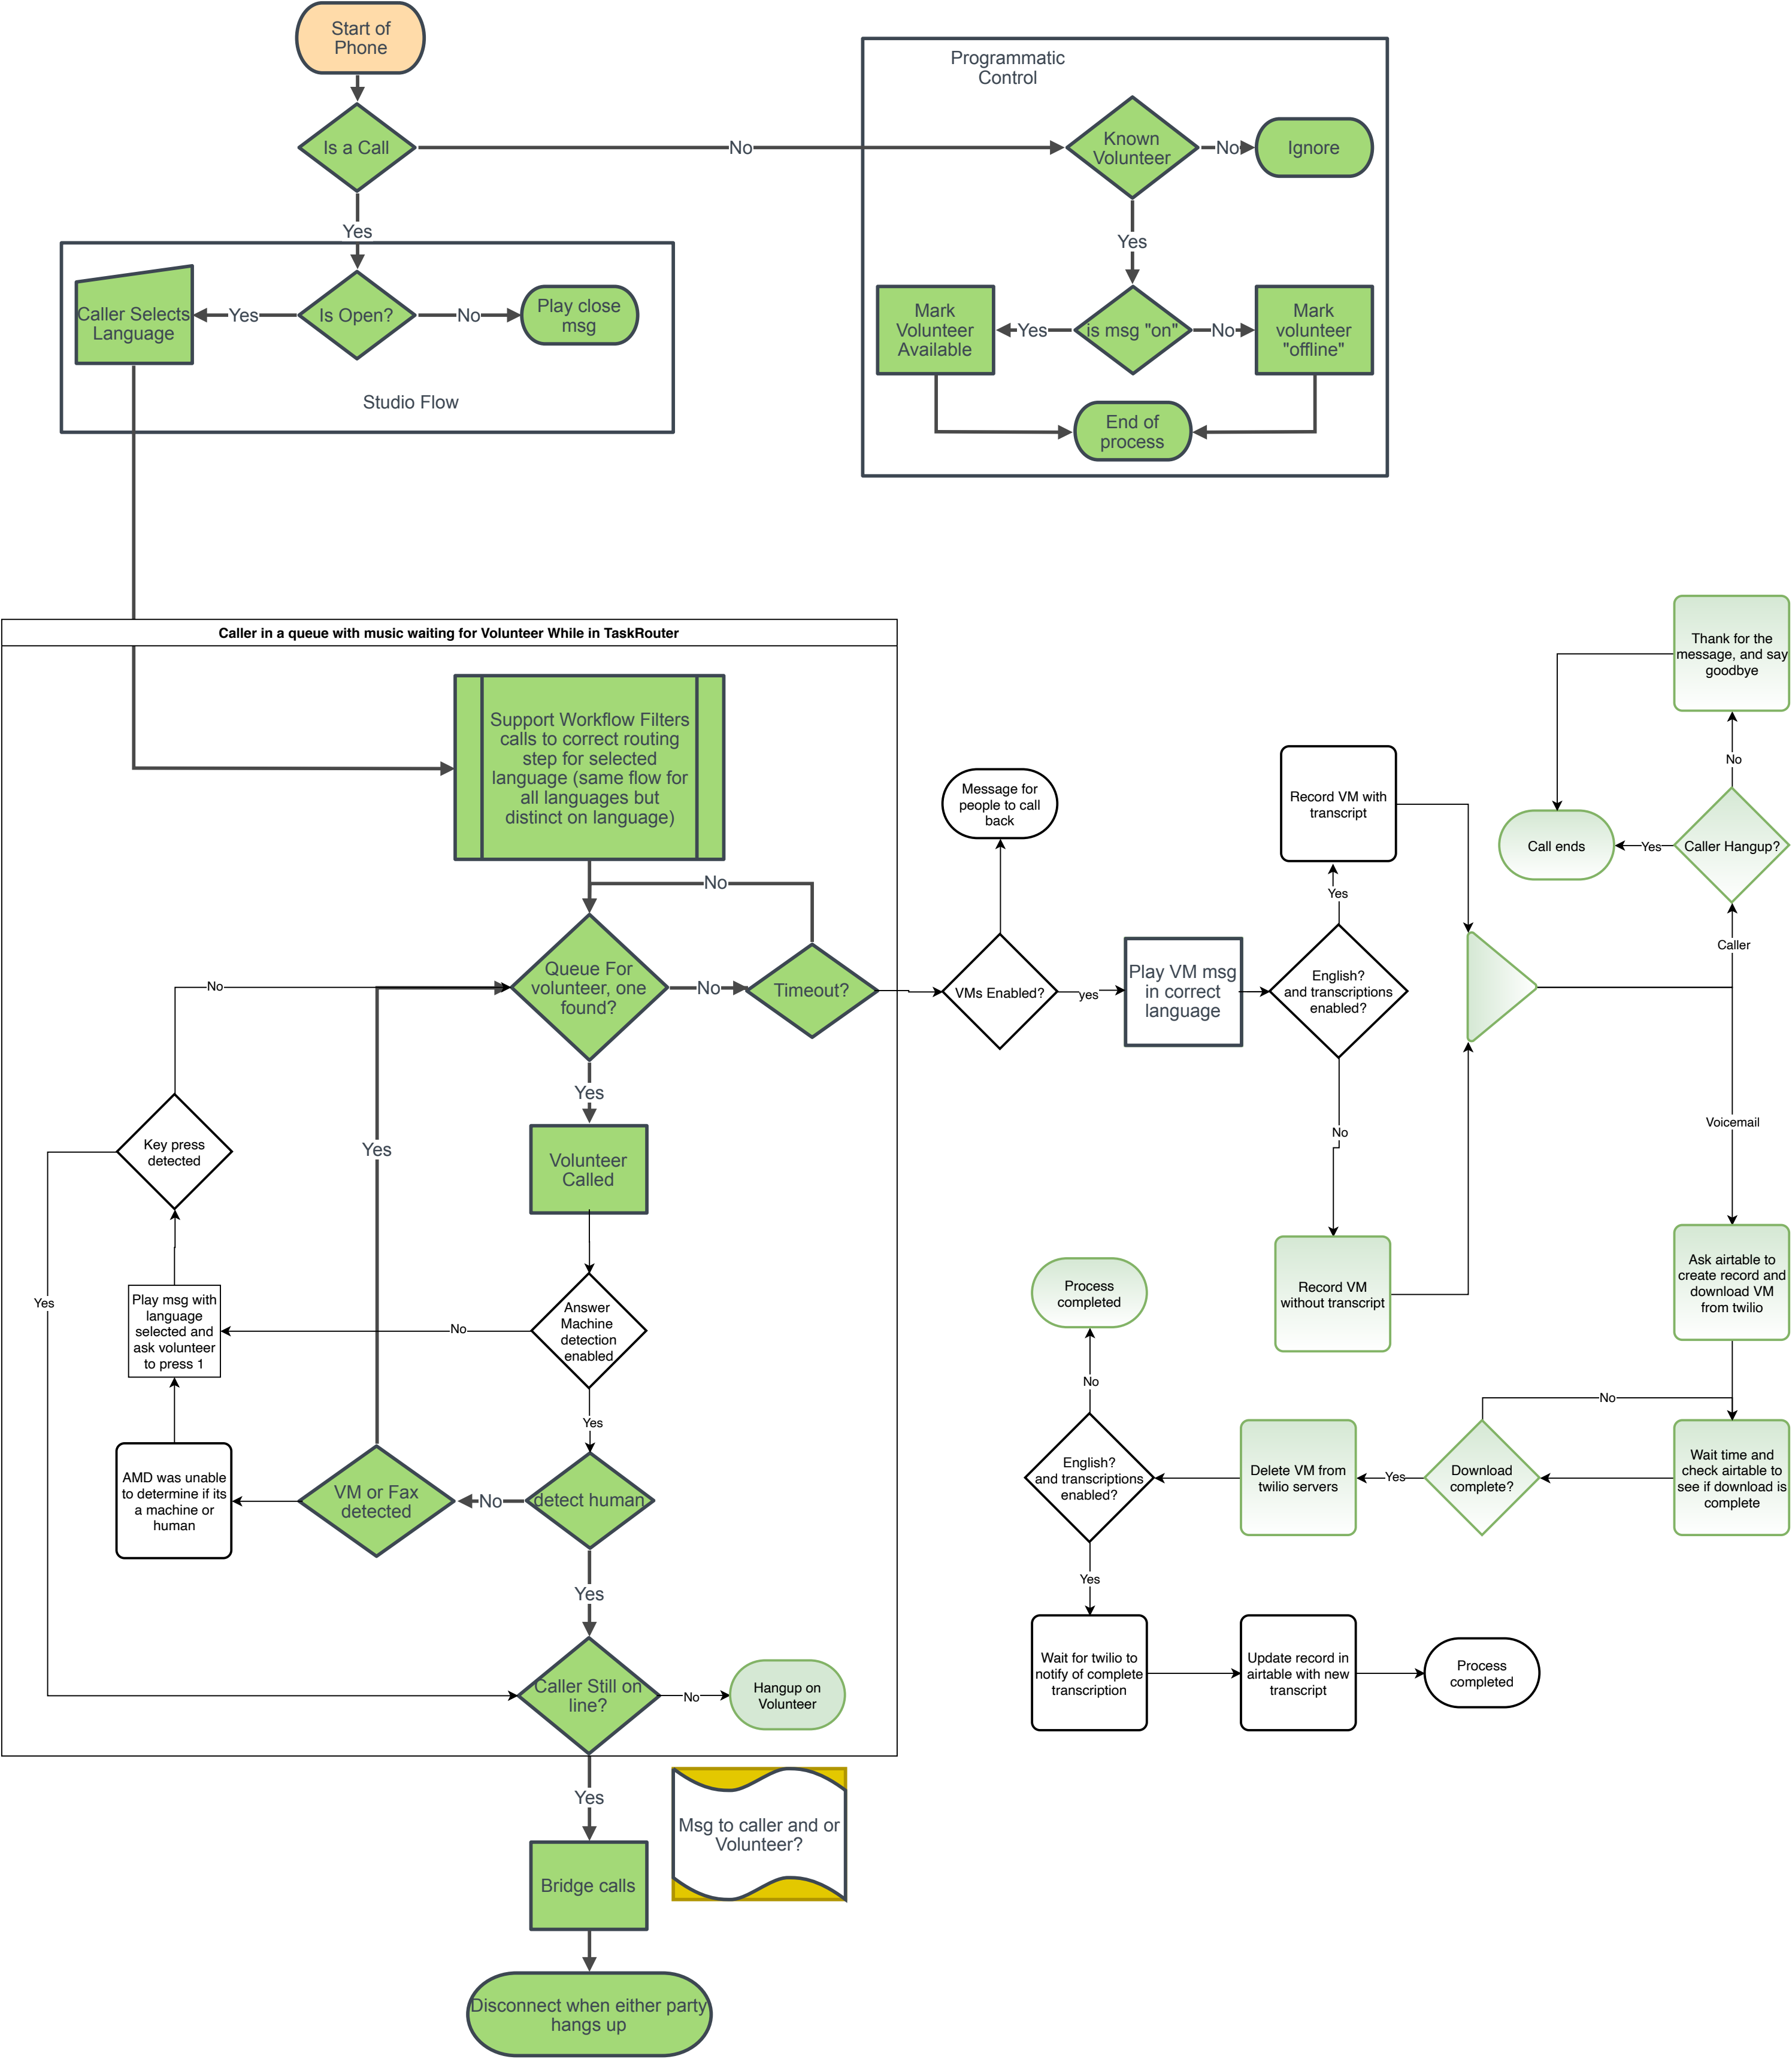 Start of
Phone
Is a Call
No
Yes
Programmatic
Control
Known
Volunteer
No
Ignore
Yes
is msg "on"
Yes
Mark
Volunteer
Available
No
Mark
volunteer
"offline"
End of
process
Is Open?
Yes
Caller Selects
Language
No
Play close
msg
Studio Flow
Caller in a queue with music waiting for Volunteer While in TaskRouter
Support Workflow Filters
calls to correct routing
step for selected
language (same flow for
all languages but
distinct on language)
No
Queue For
volunteer, one
found?
No
Timeout?
Yes
Volunteer
Called
No
Key press
detected
Yes
Yes
Play msg with
language
selected and
ask volunteer
to press 1
No
Answer
Machine
detection
enabled
Yes
AMD was unable
to determine if its
a machine or
human
VM or Fax
detected
No
detect human
Yes
Caller Still on
line?
No
Hangup on
Volunteer
Yes
Msg to caller and or
Volunteer?
Bridge calls
Disconnect when either party
hangs up
Message for
people to call
back
VMs Enabled?
yes
Play VM msg
in correct
language
English?
and transcriptions
enabled?
Yes
Record VM with
transcript
No
Record VM
without transcript
Thank for the
message, and say
goodbye
No
Caller Hangup?
Yes
Call ends
Caller
Voicemail
Ask airtable to
create record and
download VM
from twilio
No
Wait time and
check airtable to
see if download is
complete
Download
complete?
Yes
Delete VM from
twilio servers
English?
and transcriptions
enabled?
No
Process
completed
Yes
Wait for twilio to
notify of complete
transcription
Update record in
airtable with new
transcript
Process
completed